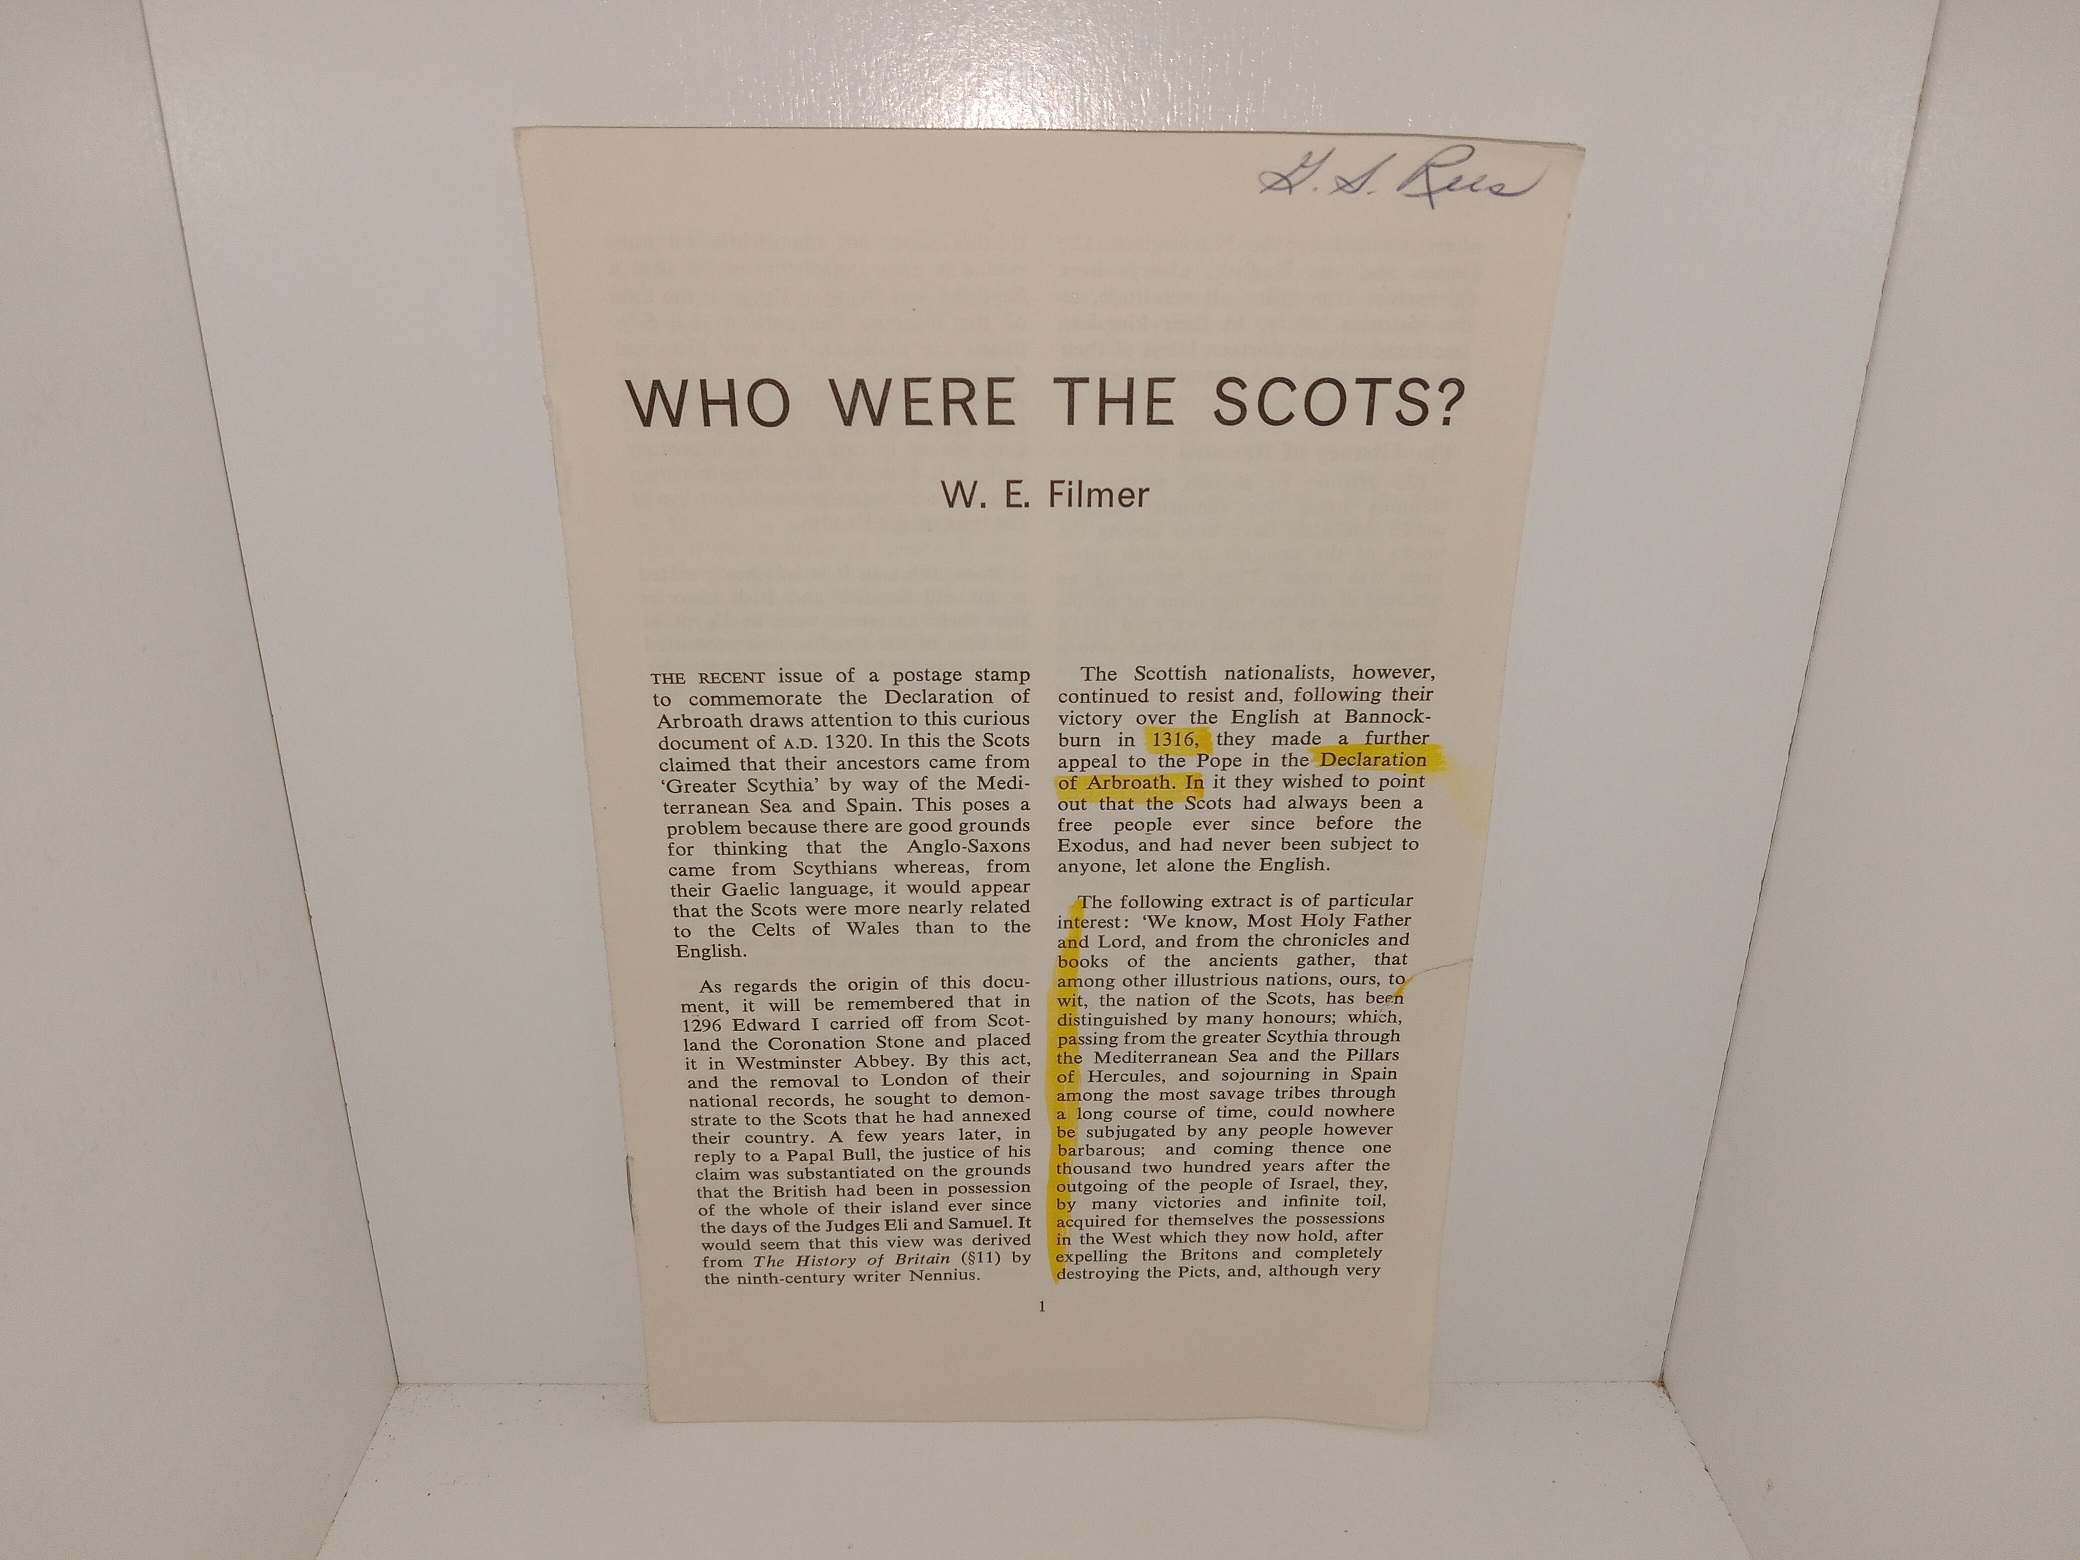 G. S. Rees
WHO WERE THE SCOTS?
W. E. Filmer
THE RECENT issue of a postage stamp
to commemorate the Declaration of
Arbroath draws attention to this curious
document of A.D. 1320. In this the Scots
claimed that their ancestors came from
‘Greater Scythia’ by way of the Medi-
terranean Sea and Spain. This poses a
problem because there are good grounds
for thinking that the Anglo-Saxons
came from Scythians whereas, from
their Gaelic language, it would appear
that the Scots were more nearly related
to the Celts of Wales than to the
English.
As regards the origin of this docu-
ment, it will be remembered that in
1296 Edward I carried off from Scot-
land the Coronation Stone and placed
it in Westminster Abbey. By this act,
and the removal to London of their
national records, he sought to demon-
strate to the Scots that he had annexed
their country. A few years later, in
reply to a Papal Bull, the justice of his
claim was substantiated on the grounds
that the British had been in possession
of the whole of their island ever since
the days of the Judges Eli and Samuel. It
would seem that this view was derived
from The History of Britain (§11) by
the ninth-century writer Nennius.
The Scottish nationalists, however,
continued to resist and, following their
victory over the English at Bannock-
burn in 1316, they made a further
appeal to the Pope in the Declaration
of Arbroath. In it they wished to point
out that the Scots had always been a
free people ever since before the
Exodus, and had never been subject to
anyone, let alone the English.
The following extract is of particular
interest: ‘We know, Most Holy Father
and Lord, and from the chronicles and
books of the ancients gather, that
among other illustrious nations, ours, to
wit, the nation of the Scots, has been
distinguished by many honours; which,
passing from the greater Scythia through
the Mediterranean Sea and the Pillars
of Hercules, and sojourning in Spain
among the most savage tribes through
a long course of time, could nowhere
be subjugated by any people however
barbarous; and coming thence one
thousand two hundred years after the
outgoing of the people of Israel, they,
by many victories and infinite toil,
acquired for themselves the possessions
in the West which they now hold, after
expelling the Britons and completely
destroying the Picts, and, although very
1